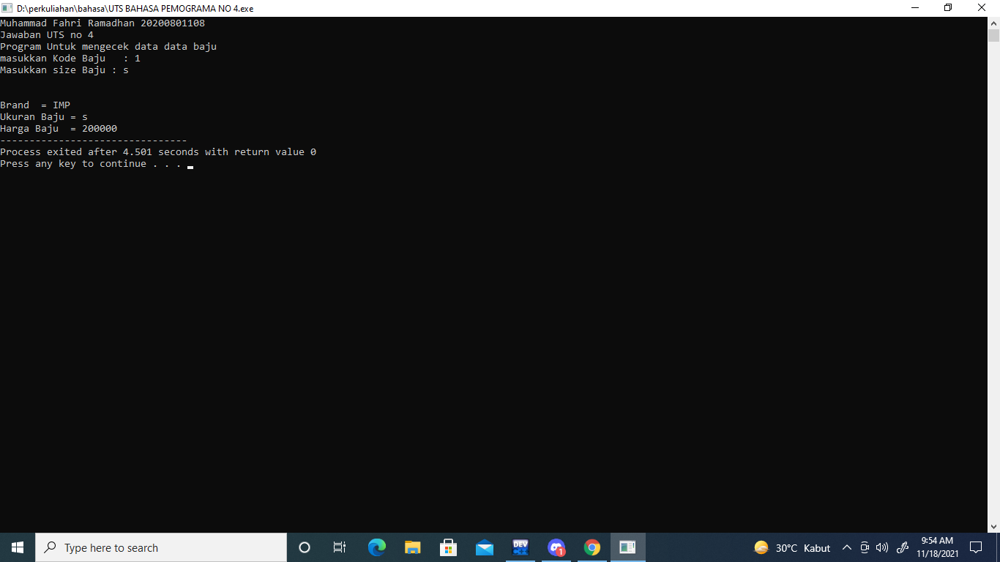 D:\perkuliahan\bahasa\UTS BAHASA PEMOGRAMA NO 4.exe
Muhammad Fahri Ramadhan 20200801108
Jawaban UTS no 4
Program Untuk mengecek data data baju
masukkan Kode Baju   : 1
Masukkan size Baju : s
Brand  = IMP
Ukuran Baju = s
Harga Baju  = 200000
--------------------------------
Process exited after 4.501 seconds with return value 0
Press any key to continue . . .
Type here to search
DEV
1
30°C Kabut
9:54 AM
11/18/2021